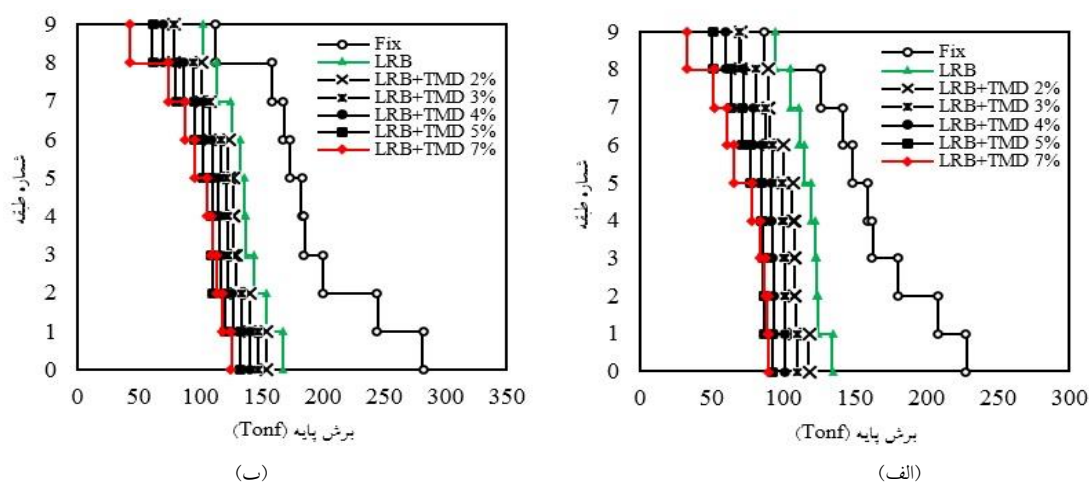 9
8
7
6
5
4
3
2
1
0
شماره طبقه
Fix
LRB
LRB+TMD 2%
LRB+TMD 3%
LRB+TMD 4%
LRB+TMD 5%
LRB+TMD 7%
0 50 100 150 200 250 300 350
برش پایه (Tonf)
(ب)
9
8
7
6
5
4
3
2
1
0
شماره طبقه
Fix
LRB
LRB+TMD 2%
LRB+TMD 3%
LRB+TMD 4%
LRB+TMD 5%
LRB+TMD 7%
0 50 100 150 200 250 300
برش پایه (Tonf)
(الف)